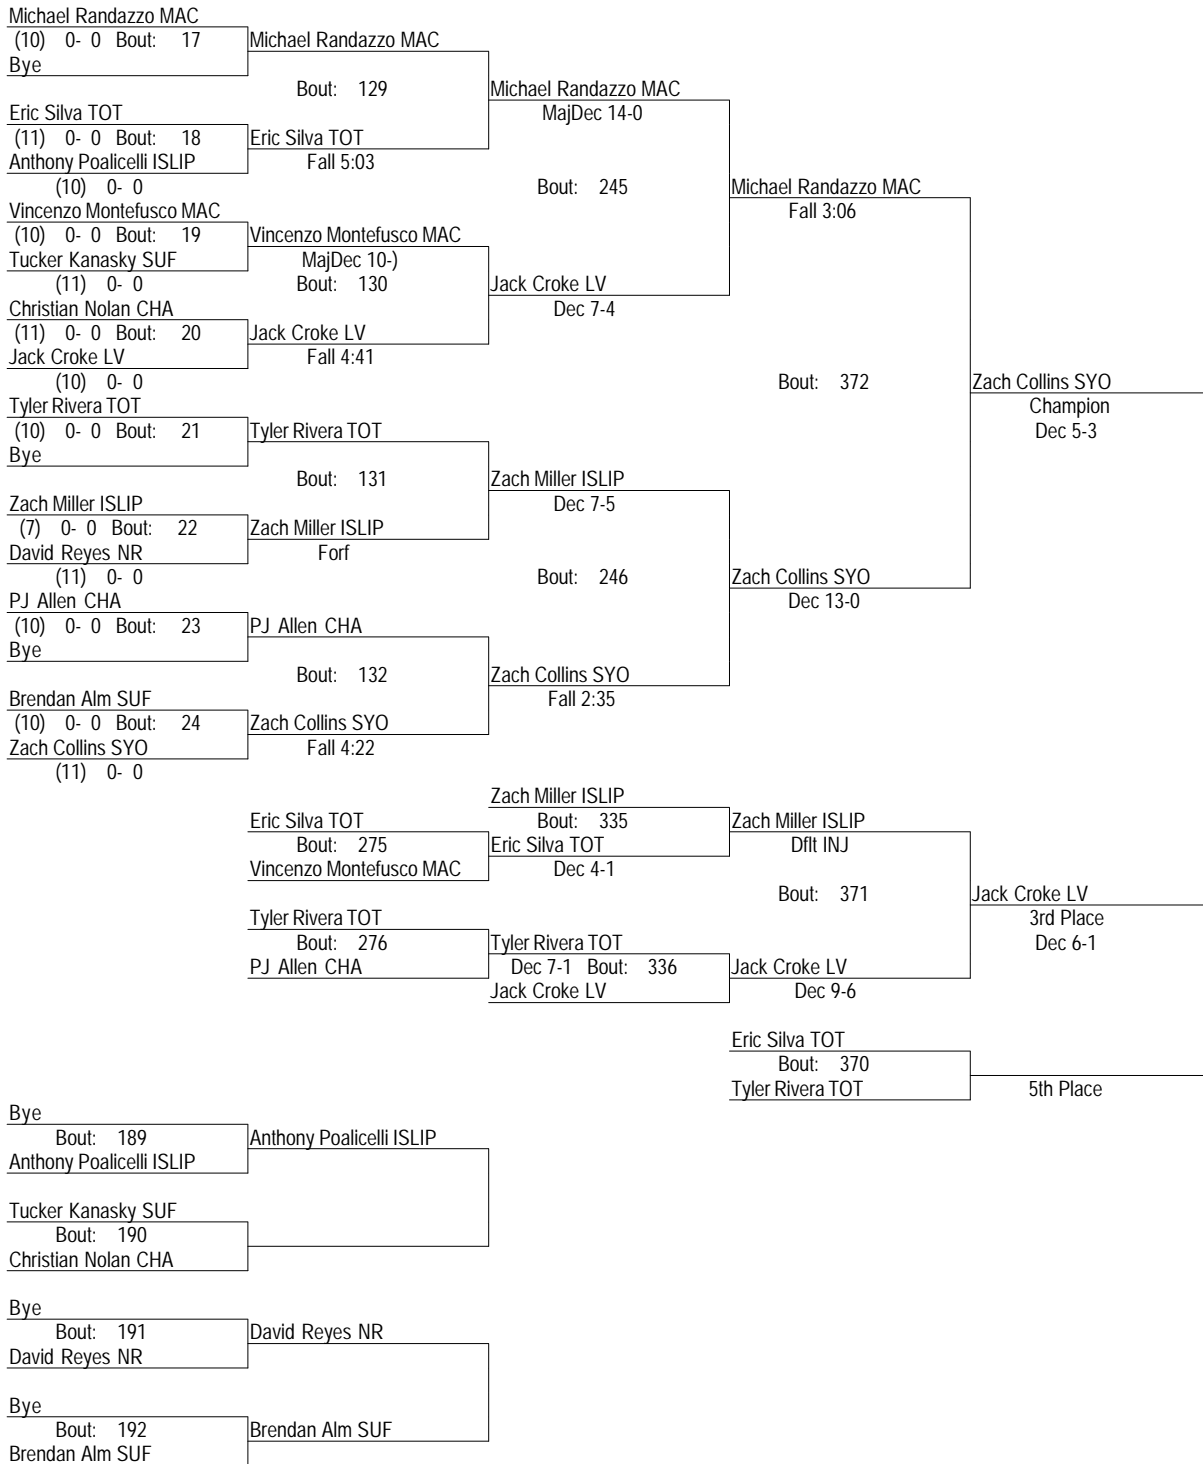 Michael Randazzo MAC
(10) 0- 0 Bout: 17 Michael Randazzo MAC
Bye
Bout: 129 Michael Randazzo MAC
Eric Silva TOT MajDec 14-0
(11) 0- 0 Bout: 18 Eric Silva TOT
Anthony Poalicelli ISLIP Fall 5:03
(10) 0- 0 Bout: 245 Michael Randazzo MAC
Vincenzo Montefusco MAC Fall 3:06
(10) 0- 0 Bout: 19 Vincenzo Montefusco MAC
Tucker Kanasky SUF MajDec 10-)
(11) 0- 0 Bout: 130 Jack Croke LV
Christian Nolan CHA Dec 7-4
(11) 0- 0 Bout: 20 Jack Croke LV
Jack Croke LV Fall 4:41
(10) 0- 0 Bout: 372 Zach Collins SYO
Tyler Rivera TOT Champion
(10) 0- 0 Bout: 21 Tyler Rivera TOT Dec 5-3
Bye
Bout: 131 Zach Miller ISLIP
Zach Miller ISLIP Dec 7-5
(7) 0- 0 Bout: 22 Zach Miller ISLIP
David Reyes NR Forf
(11) 0- 0 Bout: 246 Zach Collins SYO
PJ Allen CHA Dec 13-0
(10) 0- 0 Bout: 23 PJ Allen CHA
Bye
Bout: 132 Zach Collins SYO
Brendan Alm SUF Fall 2:35
(10) 0- 0 Bout: 24 Zach Collins SYO
Zach Collins SYO Fall 4:22
(11) 0- 0
Zach Miller ISLIP
Eric Silva TOT Bout: 335 Zach Miller ISLIP
Bout: 275 Eric Silva TOT Dflt INJ
Vincenzo Montefusco MAC Dec 4-1
Bout: 371 Jack Croke LV
Tyler Rivera TOT 3rd Place
Bout: 276 Tyler Rivera TOT Dec 6-1
PJ Allen CHA Dec 7-1 Bout: 336 Jack Croke LV
Jack Croke LV Dec 9-6
Eric Silva TOT
Bout: 370
Tyler Rivera TOT 5th Place
Bye
Bout: 189 Anthony Poalicelli ISLIP
Anthony Poalicelli ISLIP
Tucker Kanasky SUF
Bout: 190
Christian Nolan CHA
Bye
Bout: 191 David Reyes NR
David Reyes NR
Bye
Bout: 192 Brendan Alm SUF
Brendan Alm SUF